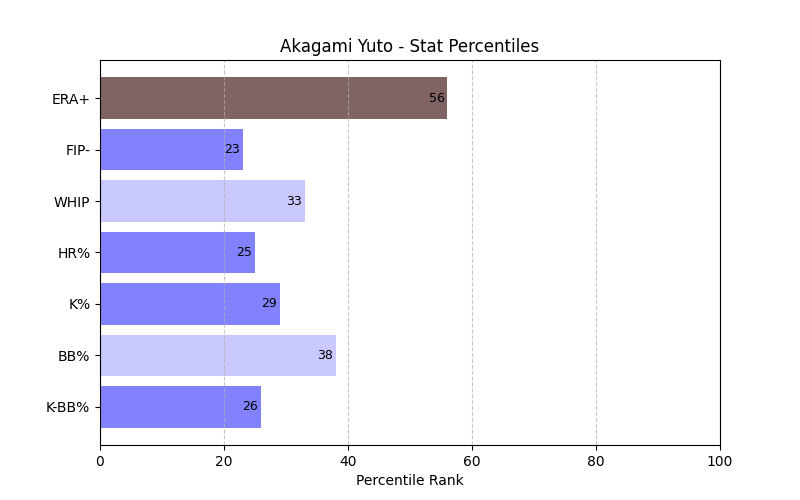 Akagami Yuto - Stat Percentiles
ERA+ 56
FIP- 23
WHIP 33
HR% 25
K% 29
BB% 38
K-BB% 26
0 20 40 60 80 100
Percentile Rank